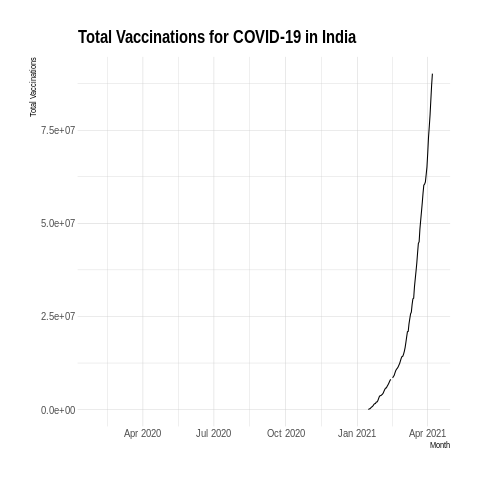 Total Vaccinations for COVID-19 in India
Total Vaccinations
7.5e+07
5.0e+07
2.5e+07
0.0e+00
Apr 2020 Jul 2020 Oct 2020 Jan 2021 Apr 2021
Month